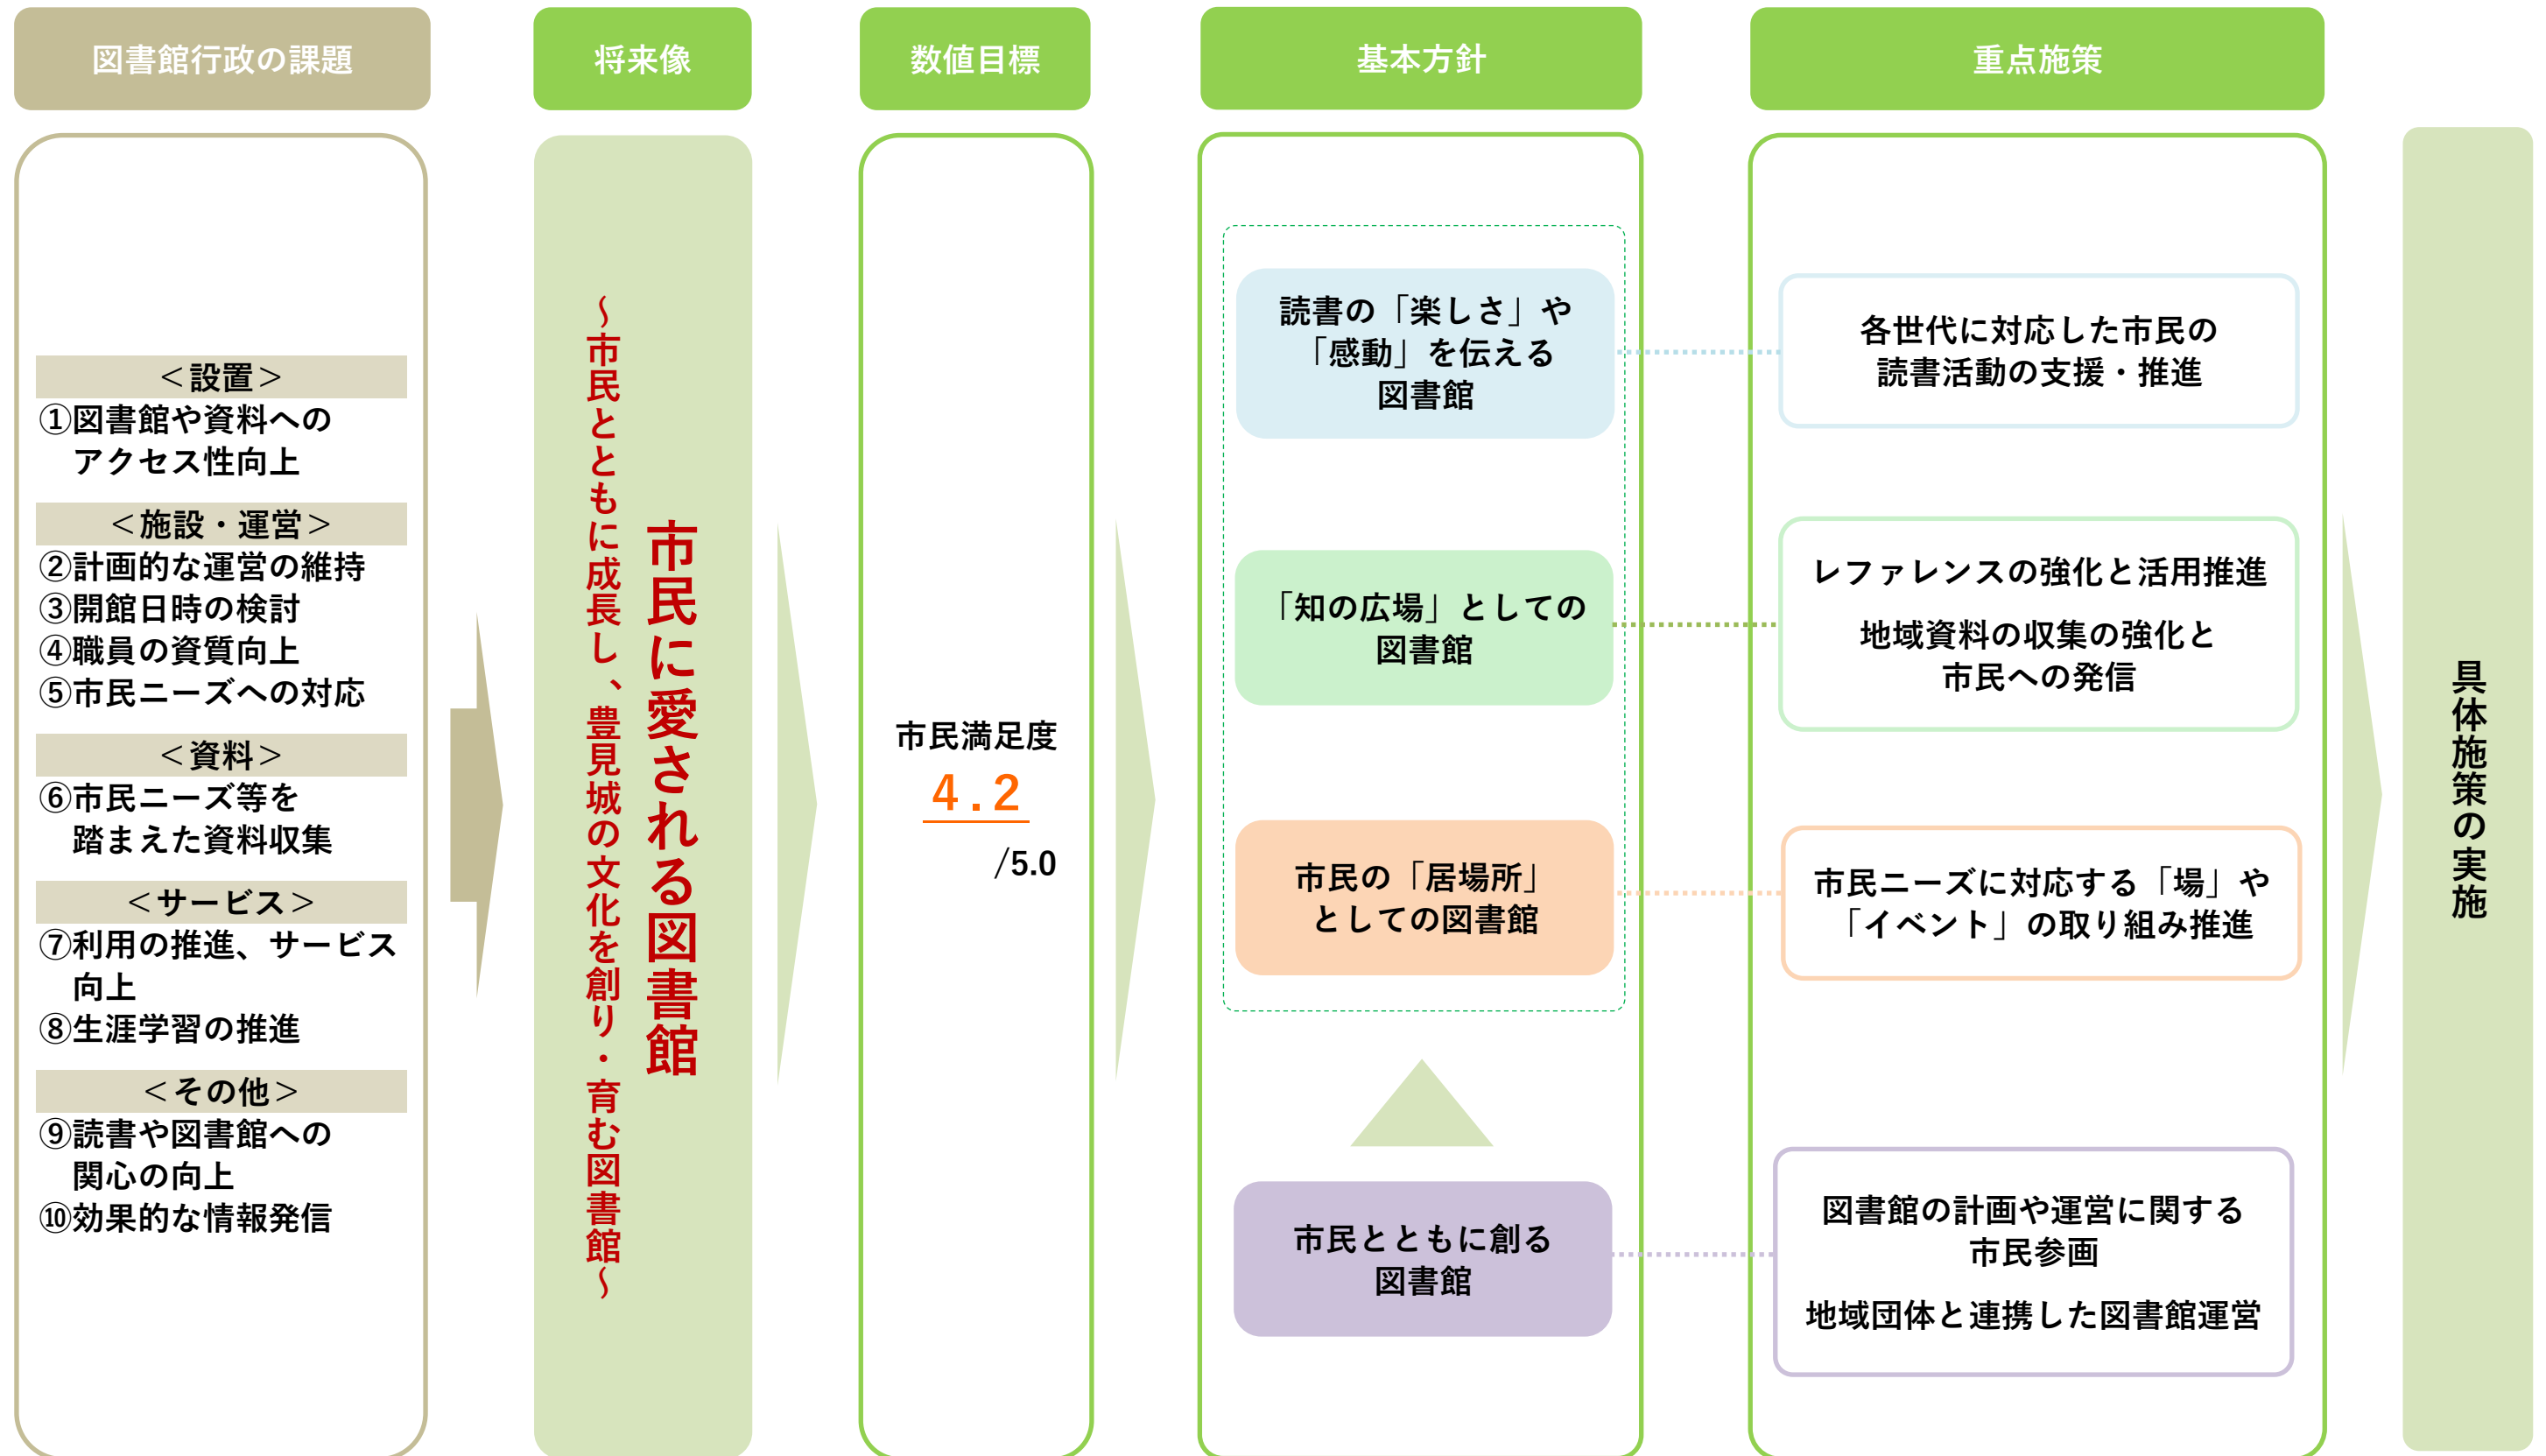 図書館行政の課題
将来像
数値目標
基本方針
重点施策
＜設置＞
①図書館や資料への
アクセス性向上
＜施設・運営＞
②計画的な運営の維持
③開館日時の検討
④職員の資質向上
⑤市民ニーズへの対応
＜資料＞
⑥市民ニーズ等を
踏まえた資料収集
＜サービス＞
⑦利用の推進、サービス
向上
⑧生涯学習の推進
＜その他＞
⑨読書や図書館への
関心の向上
⑩効果的な情報発信
市民に愛される図書館
～市民とともに成長し、豊見城の文化を創り・育む図書館～
市民満足度
4.2
/5.0
読書の「楽しさ」や
「感動」を伝える
図書館
「知の広場」としての
図書館
市民の「居場所」
としての図書館
市民とともに創る
図書館
各世代に対応した市民の
読書活動の支援・推進
レファレンスの強化と活用推進
地域資料の収集の強化と
市民への発信
市民ニーズに対応する「場」や
「イベント」の取り組み推進
図書館の計画や運営に関する
市民参画
地域団体と連携した図書館運営
具体施策の実施